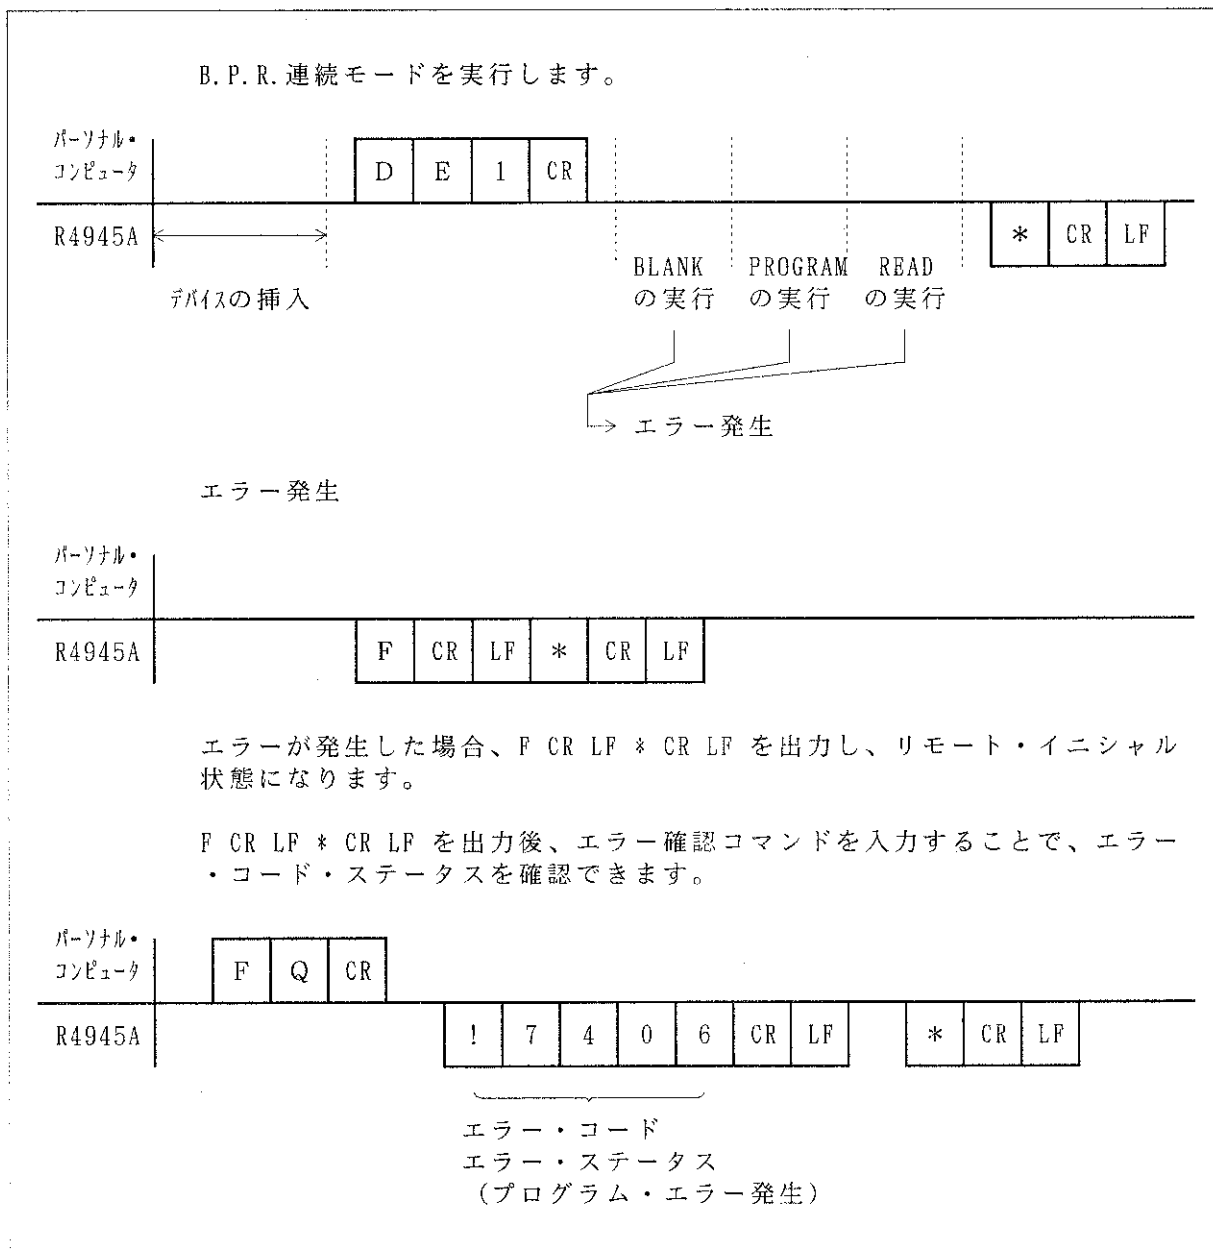 B.P.R.連続モードを実行します。
パーソナル・
コンピュータ
D E 1 CR
R4945A
* CR LF
デバイスの挿入
BLANK PROGRAM READ
の実行 の実行 の実行
エラー発生
エラー発生
パーソナル・
コンピュータ
R4945A
F CR LF * CR LF
エラーが発生した場合、F CR LF * CR LF を出力し、リモート・イニシャル
状態になります。
F CR LF * CR LF を出力後、エラー確認コマンドを入力することで、エラー
・コード・ステータスを確認できます。
パーソナル・
コンピュータ
F Q CR
R4945A
! 7 4 0 6 CR LF * CR LF
エラー・コード
エラー・ステータス
(プログラム・エラー発生)